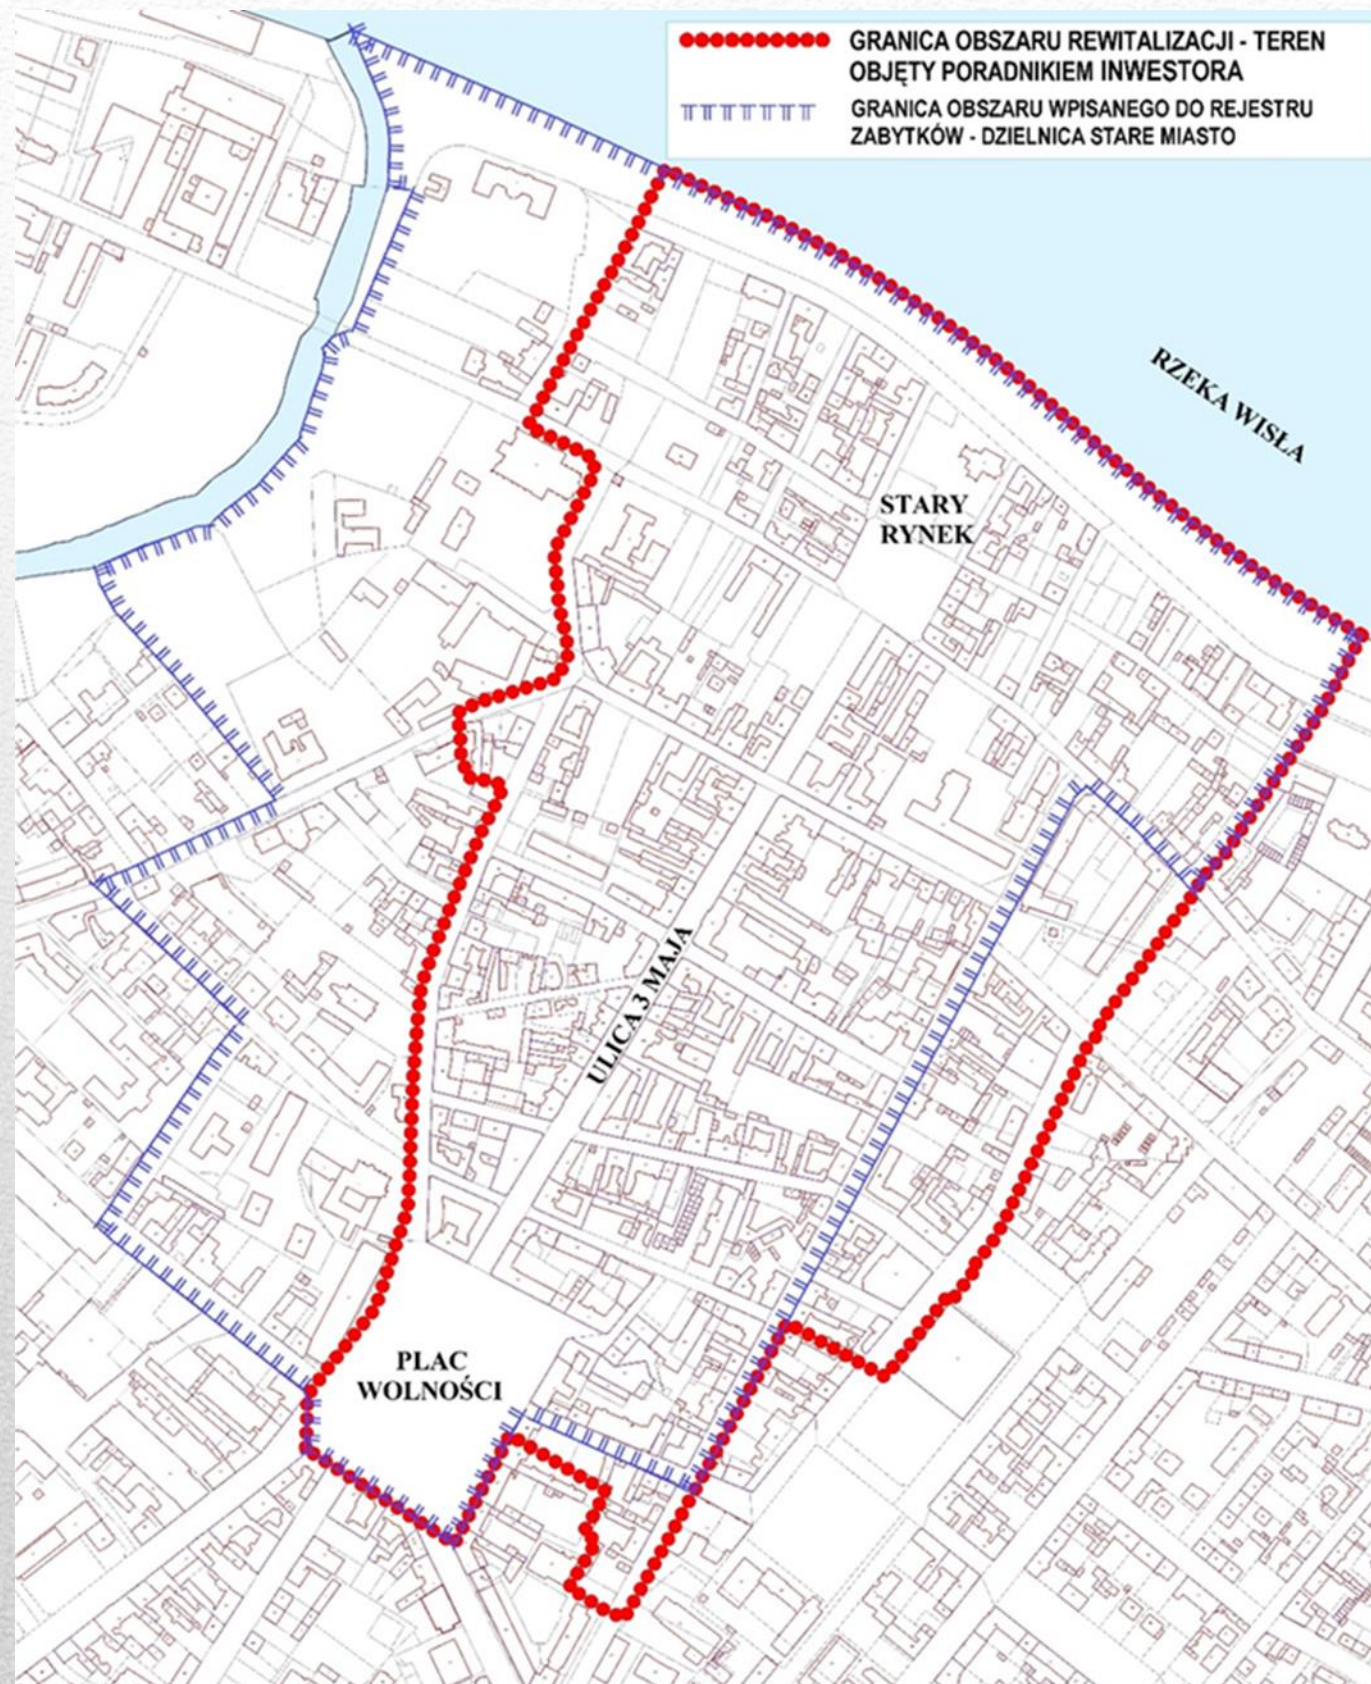 GRANICA OBSZARU REWITALIZACJI - TEREN
OBJĘTY PORADNIKIEM INWESTORA
GRANICA OBSZARU WPISANEGO DO REJESTRU
ZABYTKÓW - DZIELNICA STARE MIASTO
RZEKA WISŁA
STARY
RYNEK
ULICA 3 MAJA
PLAC
WOLNOŚCI